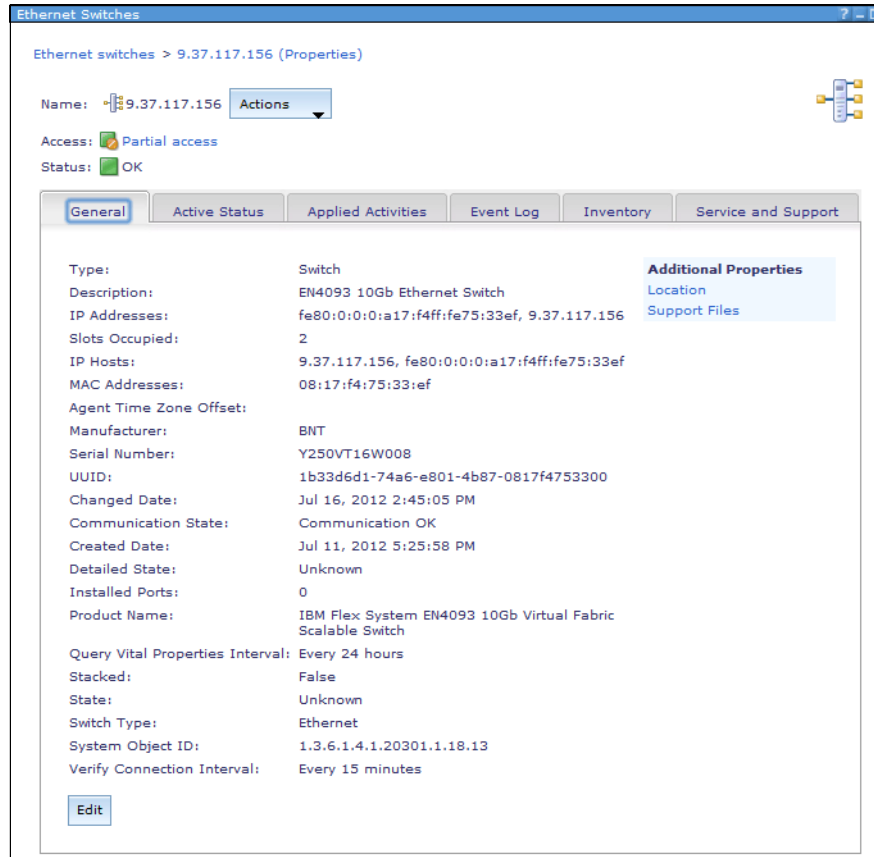 Ethernet Switches
Ethernet switches > 9.37.117.156 (Properties)
Name: 9.37.117.156 Actions
Access: Partial access
Status: OK
General Active Status Applied Activities Event Log Inventory Service and Support
Type: Switch Additional Properties
Description: EN4093 10Gb Ethernet Switch Location
IP Addresses: fe80:0:0:0:a17:f4ff:fe75:33ef, 9.37.117.156 Support Files
Slots Occupied: 2
IP Hosts: 9.37.117.156, fe80:0:0:0:a17:f4ff:fe75:33ef
MAC Addresses: 08:17:f4:75:33:ef
Agent Time Zone Offset:
Manufacturer: BNT
Serial Number: Y250VT16W008
UUID: 1b33d6d1-74a6-e801-4b87-0817f4753300
Changed Date: Jul 16, 2012 2:45:05 PM
Communication State: Communication OK
Created Date: Jul 11, 2012 5:25:58 PM
Detailed State: Unknown
Installed Ports: 0
Product Name: IBM Flex System EN4093 10Gb Virtual Fabric
Scalable Switch
Query Vital Properties Interval: Every 24 hours
Stacked: False
State: Unknown
Switch Type: Ethernet
System Object ID: 1.3.6.1.4.1.20301.1.18.13
Verify Connection Interval: Every 15 minutes
Edit